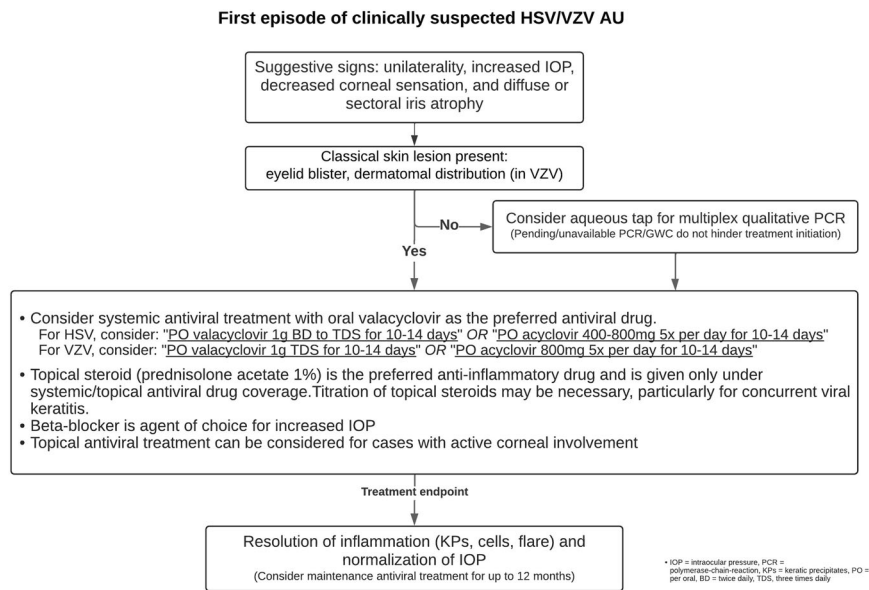 First episode of clinically suspected HSV/VZV AU
Suggestive signs: unilaterality, increased IOP,
decreased corneal sensation, and diffuse or
sectoral iris atrophy
Classical skin lesion present:
eyelid blister, dermatomal distribution (in VZV)
No
Consider aqueous tap for multiplex qualitative PCR
(Pending/unavailable PCR/GWC do not hinder treatment initiation)
Yes
• Consider systemic antiviral treatment with oral valacyclovir as the preferred antiviral drug.
For HSV, consider: "PO valacyclovir 1g BD to TDS for 10-14 days" OR "PO acyclovir 400-800mg 5x per day for 10-14 days"
For VZV, consider: "PO valacyclovir 1g TDS for 10-14 days" OR "PO acyclovir 800mg 5x per day for 10-14 days"
• Topical steroid (prednisolone acetate 1%) is the preferred anti-inflammatory drug and is given only under
systemic/topical antiviral drug coverage.Titration of topical steroids may be necessary, particularly for concurrent viral
keratitis.
• Beta-blocker is agent of choice for increased IOP
• Topical antiviral treatment can be considered for cases with active corneal involvement
Treatment endpoint
Resolution of inflammation (KPs, cells, flare) and
normalization of IOP
(Consider maintenance antiviral treatment for up to 12 months)
• IOP = intraocular pressure, PCR =
polymerase-chain-reaction, KPs = keratic precipitates, PO =
per oral, BD = twice daily, TDS, three times daily